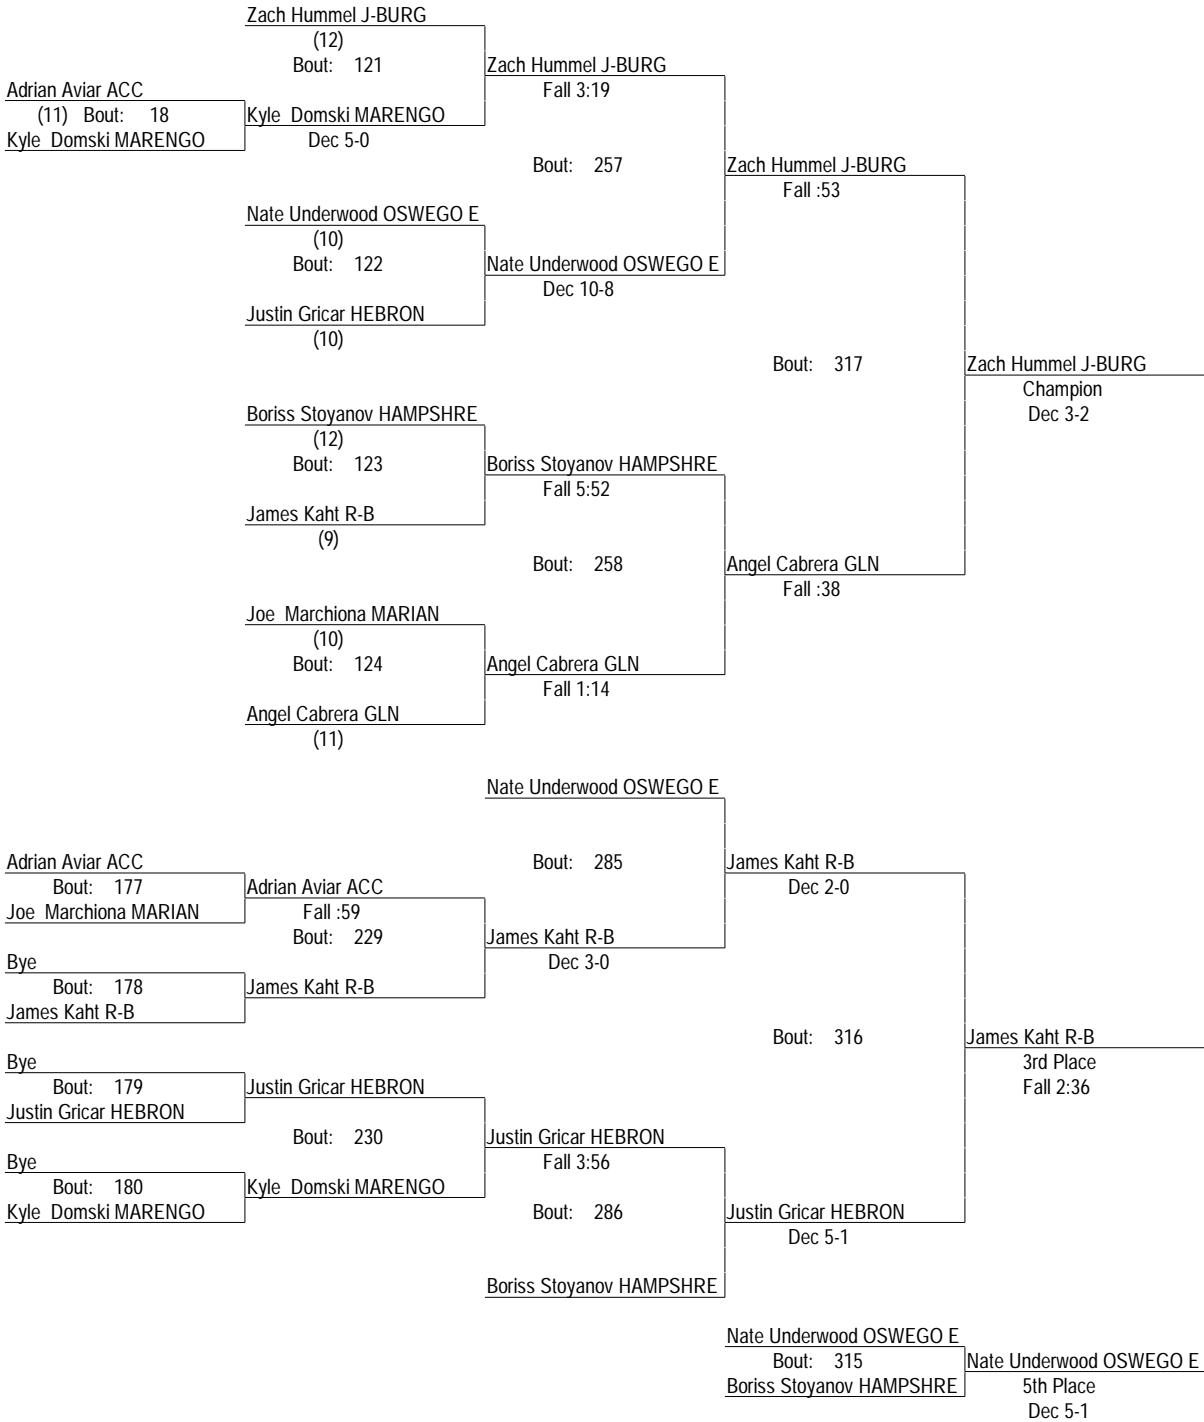 Zach Hummel J-BURG
(12)
Bout: 121
Zach Hummel J-BURG
Adrian Aviar ACC
Fall 3:19
(11) Bout: 18
Kyle Domski MARENGO
Kyle Domski MARENGO
Dec 5-0
Bout: 257
Zach Hummel J-BURG
Fall :53
Nate Underwood OSWEGO E
(10)
Bout: 122
Nate Underwood OSWEGO E
Dec 10-8
Justin Gricar HEBRON
(10)
Bout: 317
Zach Hummel J-BURG
Champion
Dec 3-2
Boriss Stoyanov HAMPSHRE
(12)
Bout: 123
Boriss Stoyanov HAMPSHRE
Fall 5:52
James Kaht R-B
(9)
Bout: 258
Angel Cabrera GLN
Fall :38
Joe Marchiona MARIAN
(10)
Bout: 124
Angel Cabrera GLN
Fall 1:14
Angel Cabrera GLN
(11)
Nate Underwood OSWEGO E
Adrian Aviar ACC
Bout: 285
James Kaht R-B
Bout: 177
Adrian Aviar ACC
Dec 2-0
Joe Marchiona MARIAN
Fall :59
Bout: 229
James Kaht R-B
Bye
Dec 3-0
Bout: 178
James Kaht R-B
James Kaht R-B
Bout: 316
James Kaht R-B
Bye
3rd Place
Bout: 179
Justin Gricar HEBRON
Fall 2:36
Justin Gricar HEBRON
Bout: 230
Justin Gricar HEBRON
Bye
Fall 3:56
Bout: 180
Kyle Domski MARENGO
Kyle Domski MARENGO
Bout: 286
Justin Gricar HEBRON
Dec 5-1
Boriss Stoyanov HAMPSHRE
Nate Underwood OSWEGO E
Bout: 315
Nate Underwood OSWEGO E
Boriss Stoyanov HAMPSHRE
5th Place
Dec 5-1